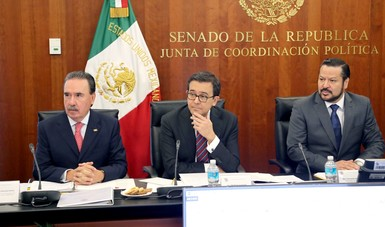 SENADO DE LA REPÚBLICA
JUNTA DE COORDINACIÓN POLÍTICA